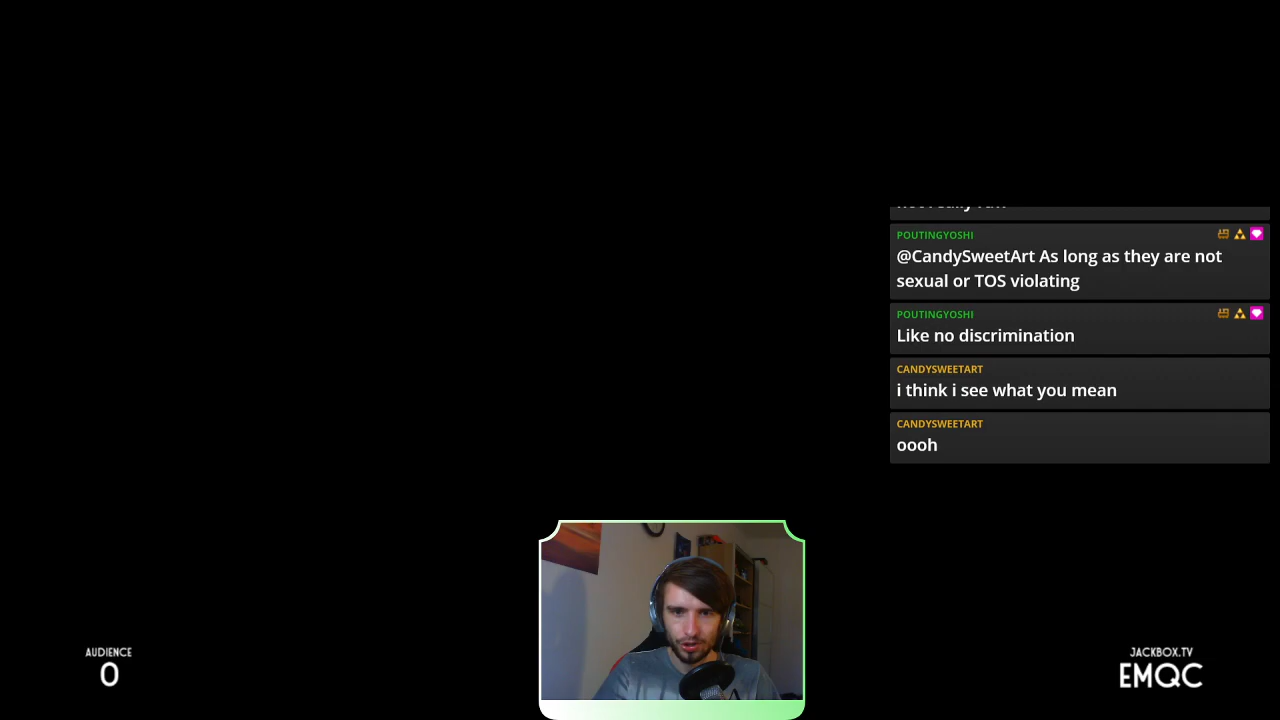 POUTINGYOSHI
@CandySweetArt As long as they are not
sexual or TOS violating
POUTINGYOSHI
Like no discrimination
CANDYSWEETART
i think i see what you mean
CANDYSWEETART
oooh
AUDIENCE
0
JACKBOX.TV
EMQC